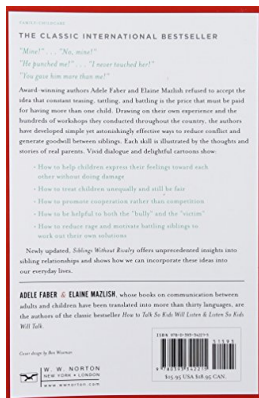 FAMILY/CHILDCARE
THE CLASSIC INTERNATIONAL BESTSELLER
"Mine!" . . . "No, mine!"
"He punched me!" . . . "I never touched her!"
"You gave him more than me!"
Award-winning authors Adele Faber and Elaine Mazlish refused to accept the
idea that constant teasing, tattling, and battling is the price that must be paid
for having more than one child. Drawing on their own experience and the
hundreds of workshops they conducted throughout the country, the authors
have developed simple yet astonishingly effective ways to reduce conflict and
generate goodwill between siblings. Each skill is illustrated by the thoughts and
stories of real parents. Vivid dialogue and delightful cartoons show:
• How to help children express their feelings toward each
other without doing damage
• How to treat children unequally and still be fair
• How to promote cooperation rather than competition
• How to be helpful to both the "bully" and the "victim"
• How to reduce rage and motivate battling siblings to
work out their own solutions
Newly updated, Siblings Without Rivalry offers unprecedented insights into
sibling relationships and shows how we can incorporate these ideas into
our everyday lives.
ADELE FABER & ELAINE MAZLISH, whose books on communication between
adults and children have been translated into more than thirty languages, are
the authors of the classic bestseller How to Talk So Kids Will Listen & Listen So Kids
Will Talk.
Cover design by Ben Wiseman
W. W. NORTON
NEW YORK • LONDON
www.wwnorton.com
ISBN 978-0-393-34221-5
$15.95 USA $18.95 CAN.